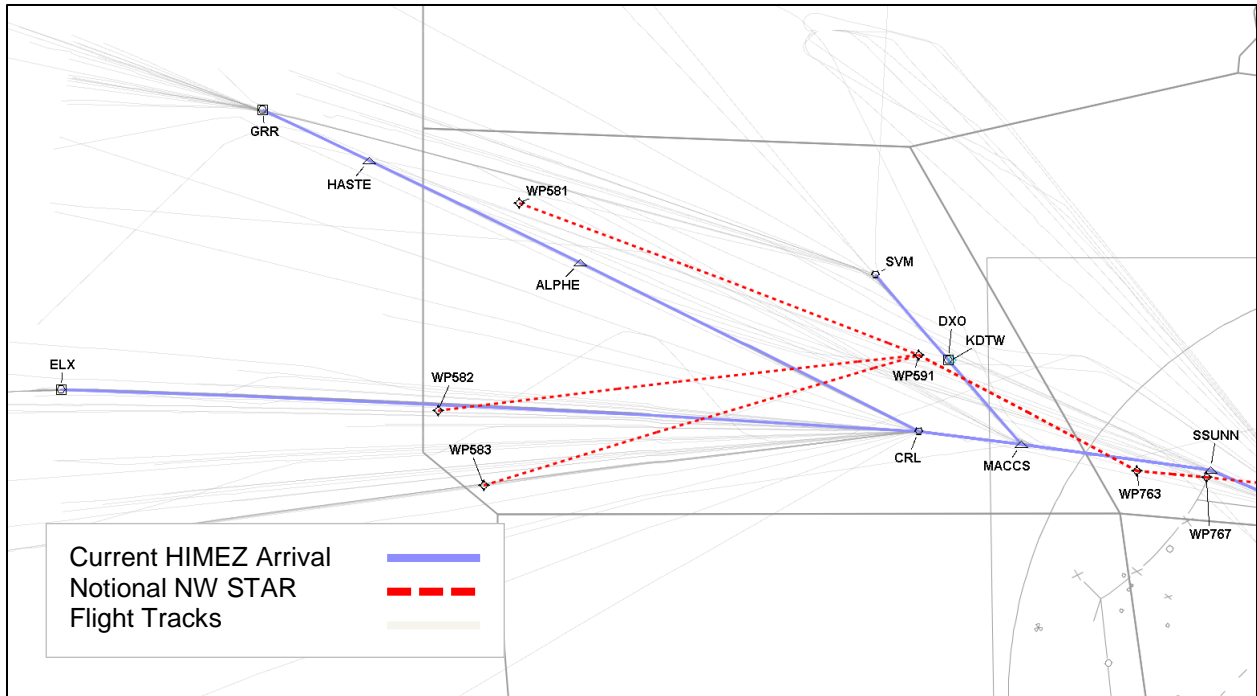 GRR
HASTE
WP581
ALPHE
SVM
DXO
KDTW
ELX
WP582
WP591
WP583
CRL
MACCS
SSUNN
WP763
WP767
Current HIMEZ Arrival
Notional NW STAR
Flight Tracks